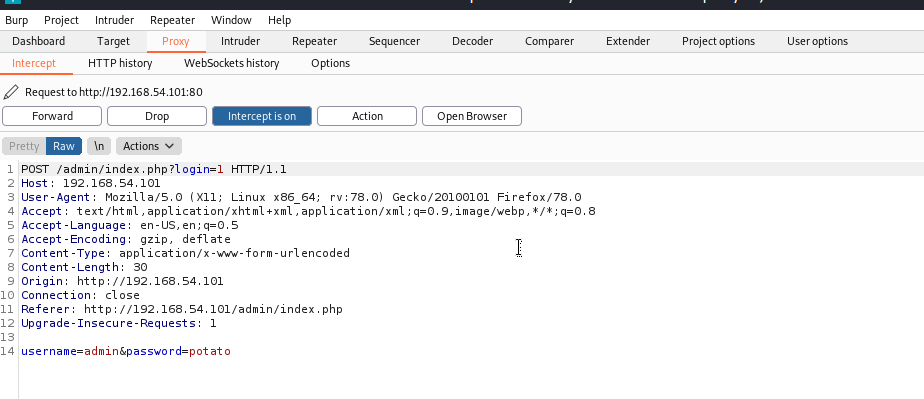 Burp Project Intruder Repeater Window Help
Dashboard Target Proxy Intruder Repeater Sequencer Decoder Comparer Extender Project options User options
Intercept HTTP history WebSockets history Options
Request to http://192.168.54.101:80
Forward Drop Intercept is on Action Open Browser
Pretty Raw \n Actions
1 POST /admin/index.php?login=1 HTTP/1.1
2 Host: 192.168.54.101
3 User-Agent: Mozilla/5.0 (X11; Linux x86_64; rv:78.0) Gecko/20100101 Firefox/78.0
4 Accept: text/html,application/xhtml+xml,application/xml;q=0.9,image/webp,*/*;q=0.8
5 Accept-Language: en-US,en;q=0.5
6 Accept-Encoding: gzip, deflate
7 Content-Type: application/x-www-form-urlencoded
8 Content-Length: 30
9 Origin: http://192.168.54.101
10 Connection: close
11 Referer: http://192.168.54.101/admin/index.php
12 Upgrade-Insecure-Requests: 1
13
14 username=admin&password=potato